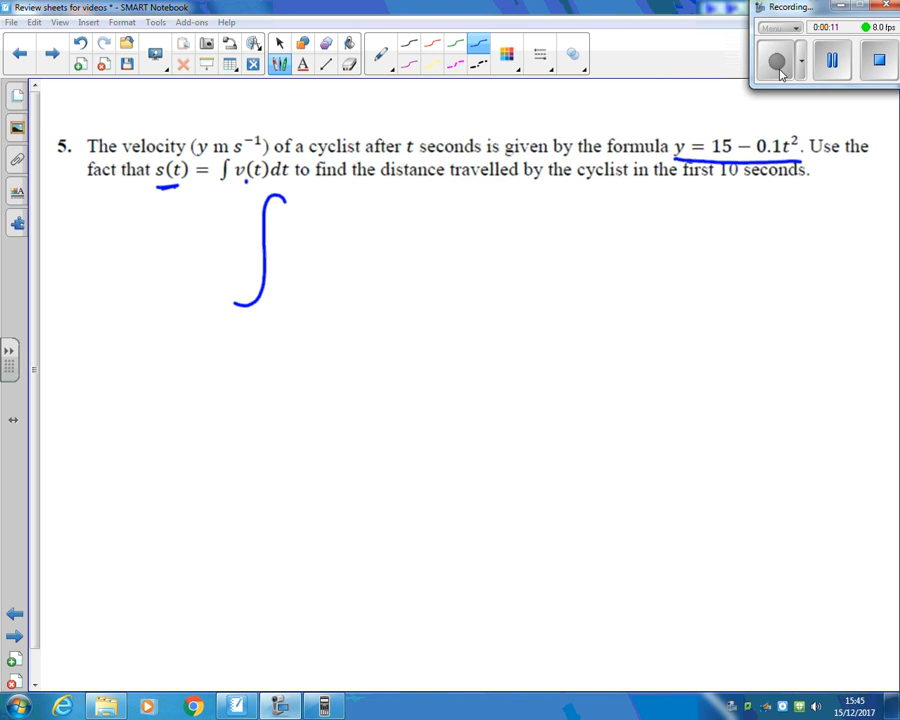 Review sheets for videos * - SMART Notebook
Recording...
File Edit View Insert Format Tools Add-ons Help
Menu
0:00:11
8.0 fps
5. The velocity (y m s⁻¹) of a cyclist after t seconds is given by the formula y = 15 − 0.1t². Use the
fact that s(t) = ∫ v(t)dt to find the distance travelled by the cyclist in the first 10 seconds.
∫
15:45
15/12/2017